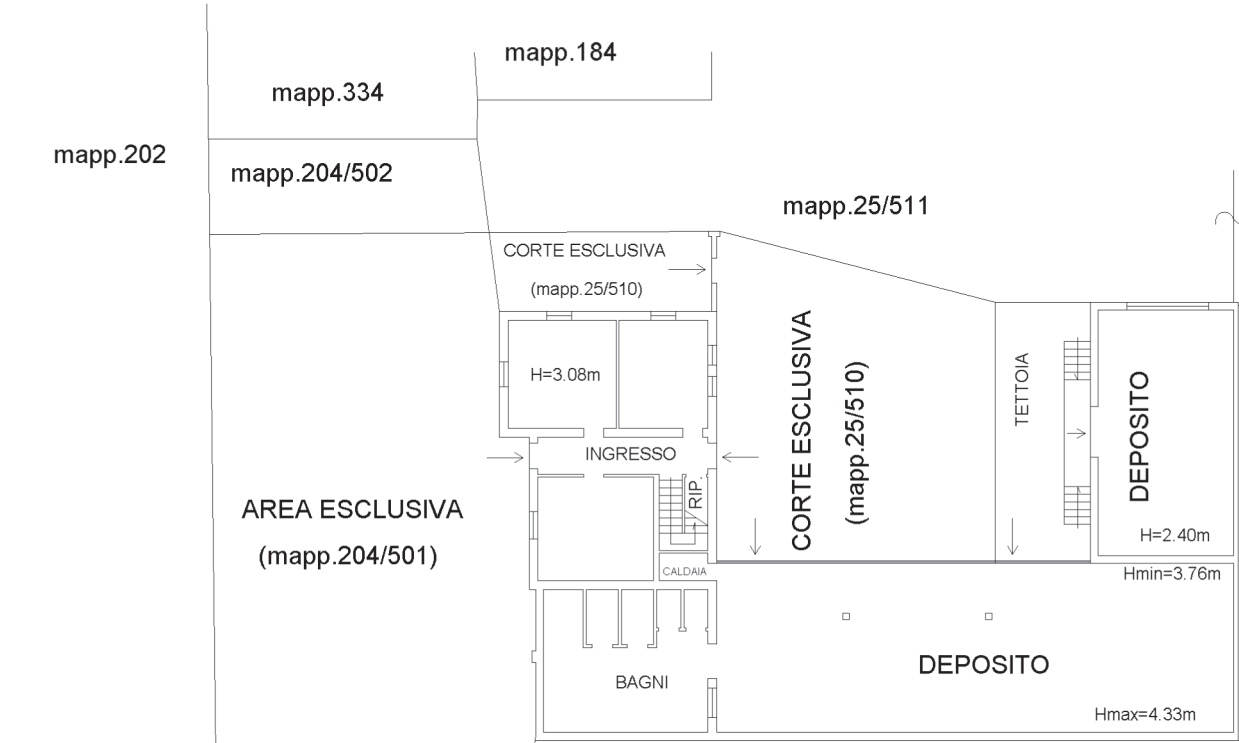 mapp.184
mapp.334
mapp.202
mapp.204/502
mapp.25/511
CORTE ESCLUSIVA
(mapp.25/510)
H=3.08m
CORTE ESCLUSIVA
(mapp.25/510)
TETTOIA
DEPOSITO
INGRESSO
RIP.
AREA ESCLUSIVA
(mapp.204/501)
H=2.40m
CALDAIA
Hmin=3.76m
DEPOSITO
BAGNI
Hmax=4.33m